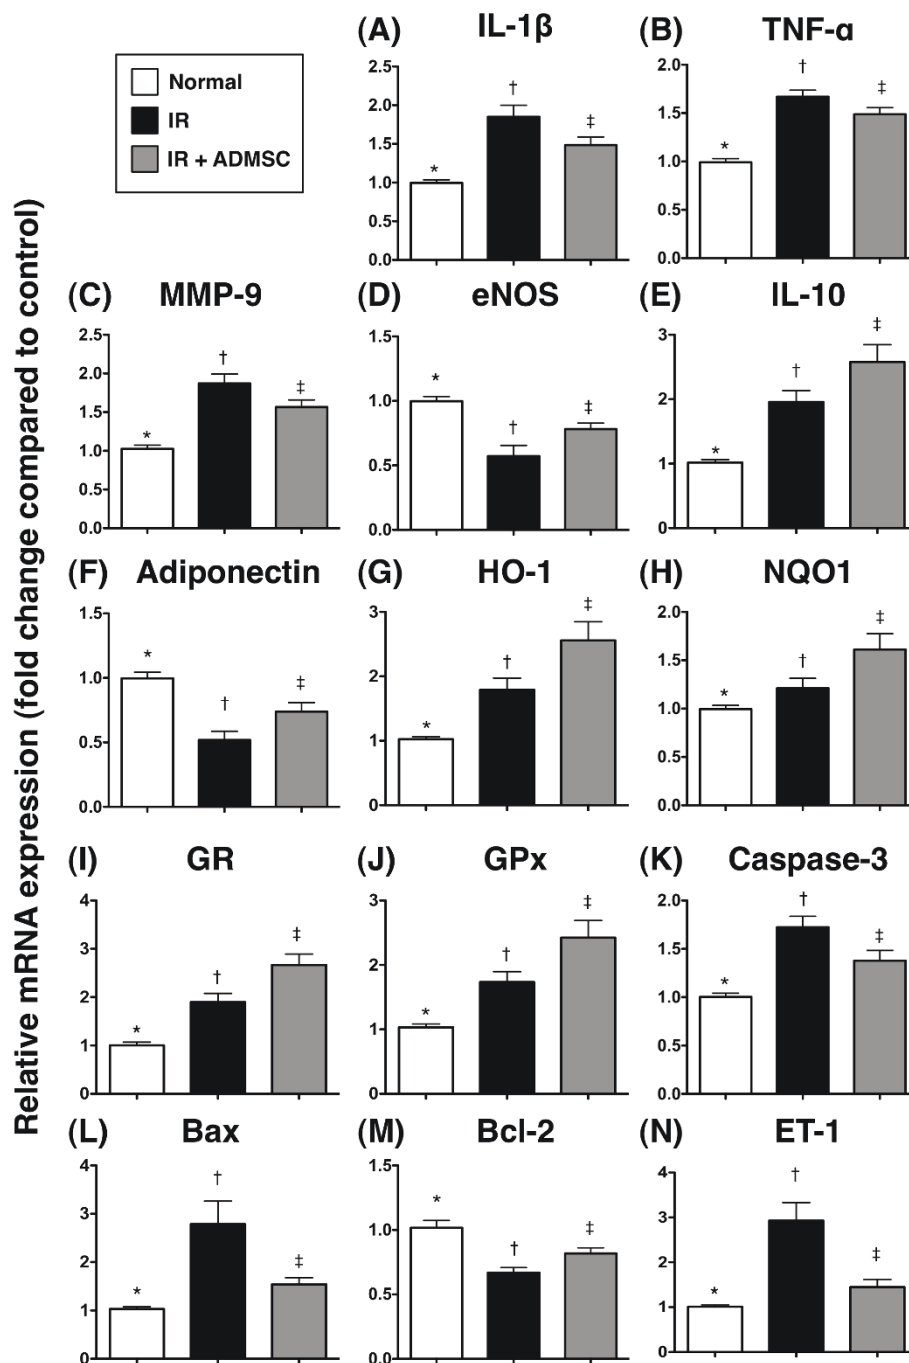 Relative mRNA expression (fold change compared to control)
Normal
IR
IR + ADMSC
(A) IL-1β
2.5
2.0
1.5
1.0
0.5
0.0
* † ‡
(B) TNF-α
2.0
1.5
1.0
0.5
0.0
* † ‡
(C) MMP-9
2.5
2.0
1.5
1.0
0.5
0.0
* † ‡
(D) eNOS
1.5
1.0
0.5
0.0
* † ‡
(E) IL-10
3
2
1
0
* † ‡
(F) Adiponectin
1.5
1.0
0.5
0.0
* † ‡
(G) HO-1
3
2
1
0
* † ‡
(H) NQO1
2.0
1.5
1.0
0.5
0.0
* † ‡
(I) GR
4
3
2
1
0
* † ‡
(J) GPx
3
2
1
0
* † ‡
(K) Caspase-3
2.0
1.5
1.0
0.5
0.0
* † ‡
(L) Bax
4
3
2
1
0
* † ‡
(M) Bcl-2
1.5
1.0
0.5
0.0
* † ‡
(N) ET-1
4
3
2
1
0
* † ‡